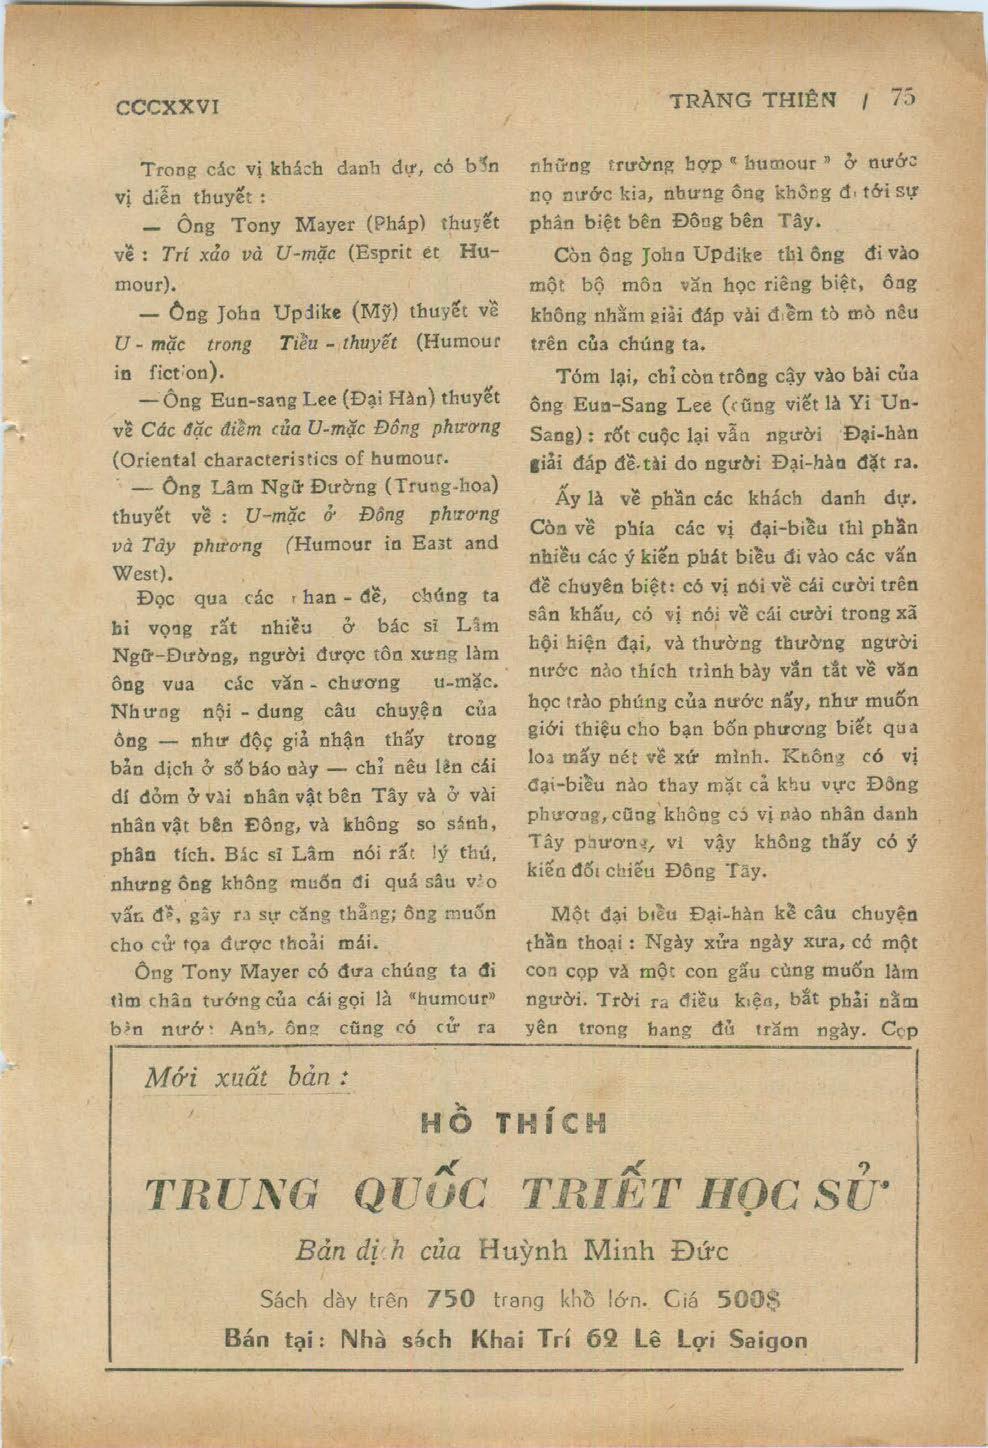 CCCXXVI
TRÀNG THIÊN / 75
Trong các vị khách danh dự, có bốn
vị diễn thuyết :
— Ông Tony Mayer (Pháp) thuyết
về : Trí xảo và U-mặc (Esprit et Hu-
mour).
— Ông John Updike (Mỹ) thuyết về
U - mặc trong Tiểu - thuyết (Humour
in fiction).
— Ông Eun-sang Lee (Đại Hàn) thuyết
về Các đặc điểm của U-mặc Đông phương
(Oriental characteristics of humour.
— Ông Lâm Ngữ Đường (Trung-hoa)
thuyết về : U-mặc ở Đông phương
và Tây phương (Humour in East and
West).
Đọc qua các nhan - đề, chúng ta
hi vọng rất nhiều ở bác sĩ Lâm
Ngữ-Đường, người được tôn xưng làm
ông vua các văn - chương u-mặc.
Nhưng nội - dung câu chuyện của
ông — như độc giả nhận thấy trong
bản dịch ở số báo này — chỉ nêu lên cái
dí dỏm ở vài nhân vật bên Tây và ở vài
nhân vật bên Đông, và không so sánh,
phân tích. Bác sĩ Lâm nói rất lý thú,
nhưng ông không muốn đi quá sâu vào
vấn đề, gây ra sự căng thẳng; ông muốn
cho cử tọa được thoải mái.
Ông Tony Mayer có đưa chúng ta đi
tìm chân tướng của cái gọi là “humour”
bên nước Anh, ông cũng có cử ra
những trường hợp “ humour ” ở nước
nọ nước kia, nhưng ông không đi tới sự
phân biệt bên Đông bên Tây.
Còn ông John Updike thì ông đi vào
một bộ môn văn học riêng biệt, ông
không nhằm giải đáp vài điểm tò mò nêu
trên của chúng ta.
Tóm lại, chỉ còn trông cậy vào bài của
ông Eun-Sang Lee (cũng viết là Yi Un-
Sang) : rốt cuộc lại vẫn người Đại-hàn
giải đáp đề-tài do người Đại-hàn đặt ra.
Ấy là về phần các khách danh dự.
Còn về phía các vị đại-biểu thì phần
nhiều các ý kiến phát biểu đi vào các vấn
đề chuyên biệt: có vị nói về cái cười trên
sân khấu, có vị nói về cái cười trong xã
hội hiện đại, và thường thường người
nước nào thích trình bày vắn tắt về văn
học trào phúng của nước nấy, như muốn
giới thiệu cho bạn bốn phương biết qua
loa mấy nét về xứ mình. Không có vị
đại-biểu nào thay mặt cả khu vực Đông
phương, cũng không có vị nào nhân danh
Tây phương, vì vậy không thấy có ý
kiến đối chiếu Đông Tây.
Một đại biểu Đại-hàn kể câu chuyện
thần thoại : Ngày xửa ngày xưa, có một
con cọp và một con gấu cùng muốn làm
người. Trời ra điều kiện, bắt phải nằm
yên trong hang đủ trăm ngày. Cọp
Mới xuất bản :
HỒ THÍCH
TRUNG QUỐC TRIẾT HỌC SỬ
Bản dịch của Huỳnh Minh Đức
Sách dày trên 750 trang khổ lớn. Giá 500$
Bán tại : Nhà sách Khai Trí 62 Lê Lợi Saigon